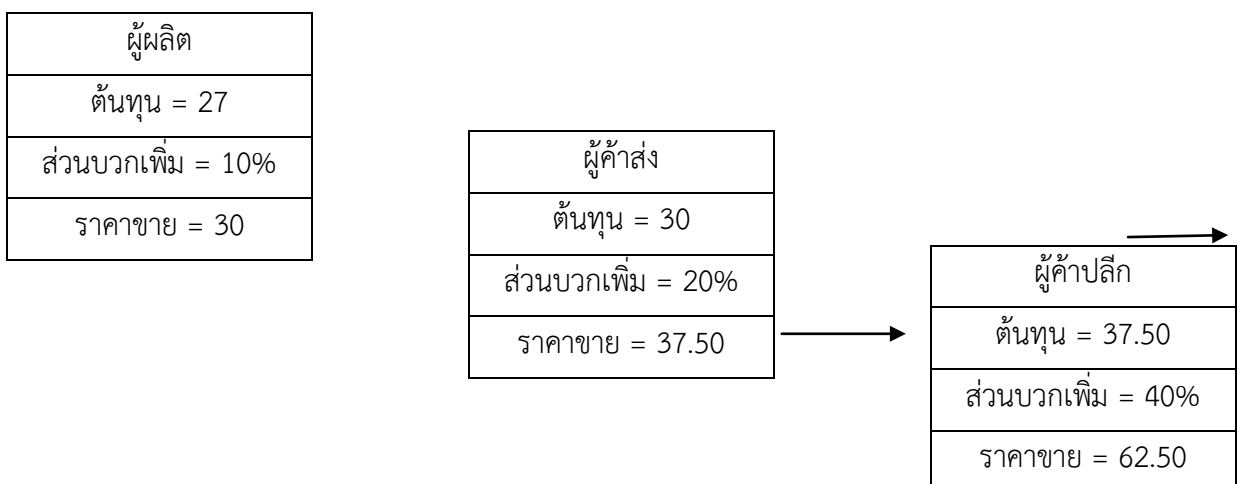 ผู้ผลิต
ต้นทุน = 27
ส่วนบวกเพิ่ม = 10%
ราคาขาย = 30
ผู้ค้าส่ง
ต้นทุน = 30
ส่วนบวกเพิ่ม = 20%
ราคาขาย = 37.50
ผู้ค้าปลีก
ต้นทุน = 37.50
ส่วนบวกเพิ่ม = 40%
ราคาขาย = 62.50